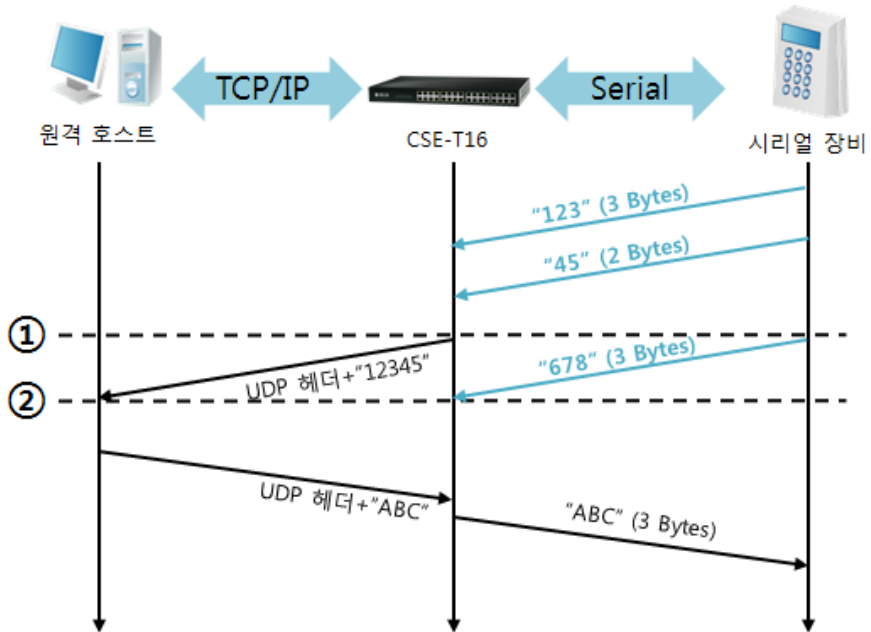 TCP/IP
Serial
원격 호스트
CSE-T16
시리얼 장비
“123” (3 Bytes)
“45” (2 Bytes)
①
“678” (3 Bytes)
UDP 헤더+“12345”
②
UDP 헤더+“ABC”
“ABC” (3 Bytes)